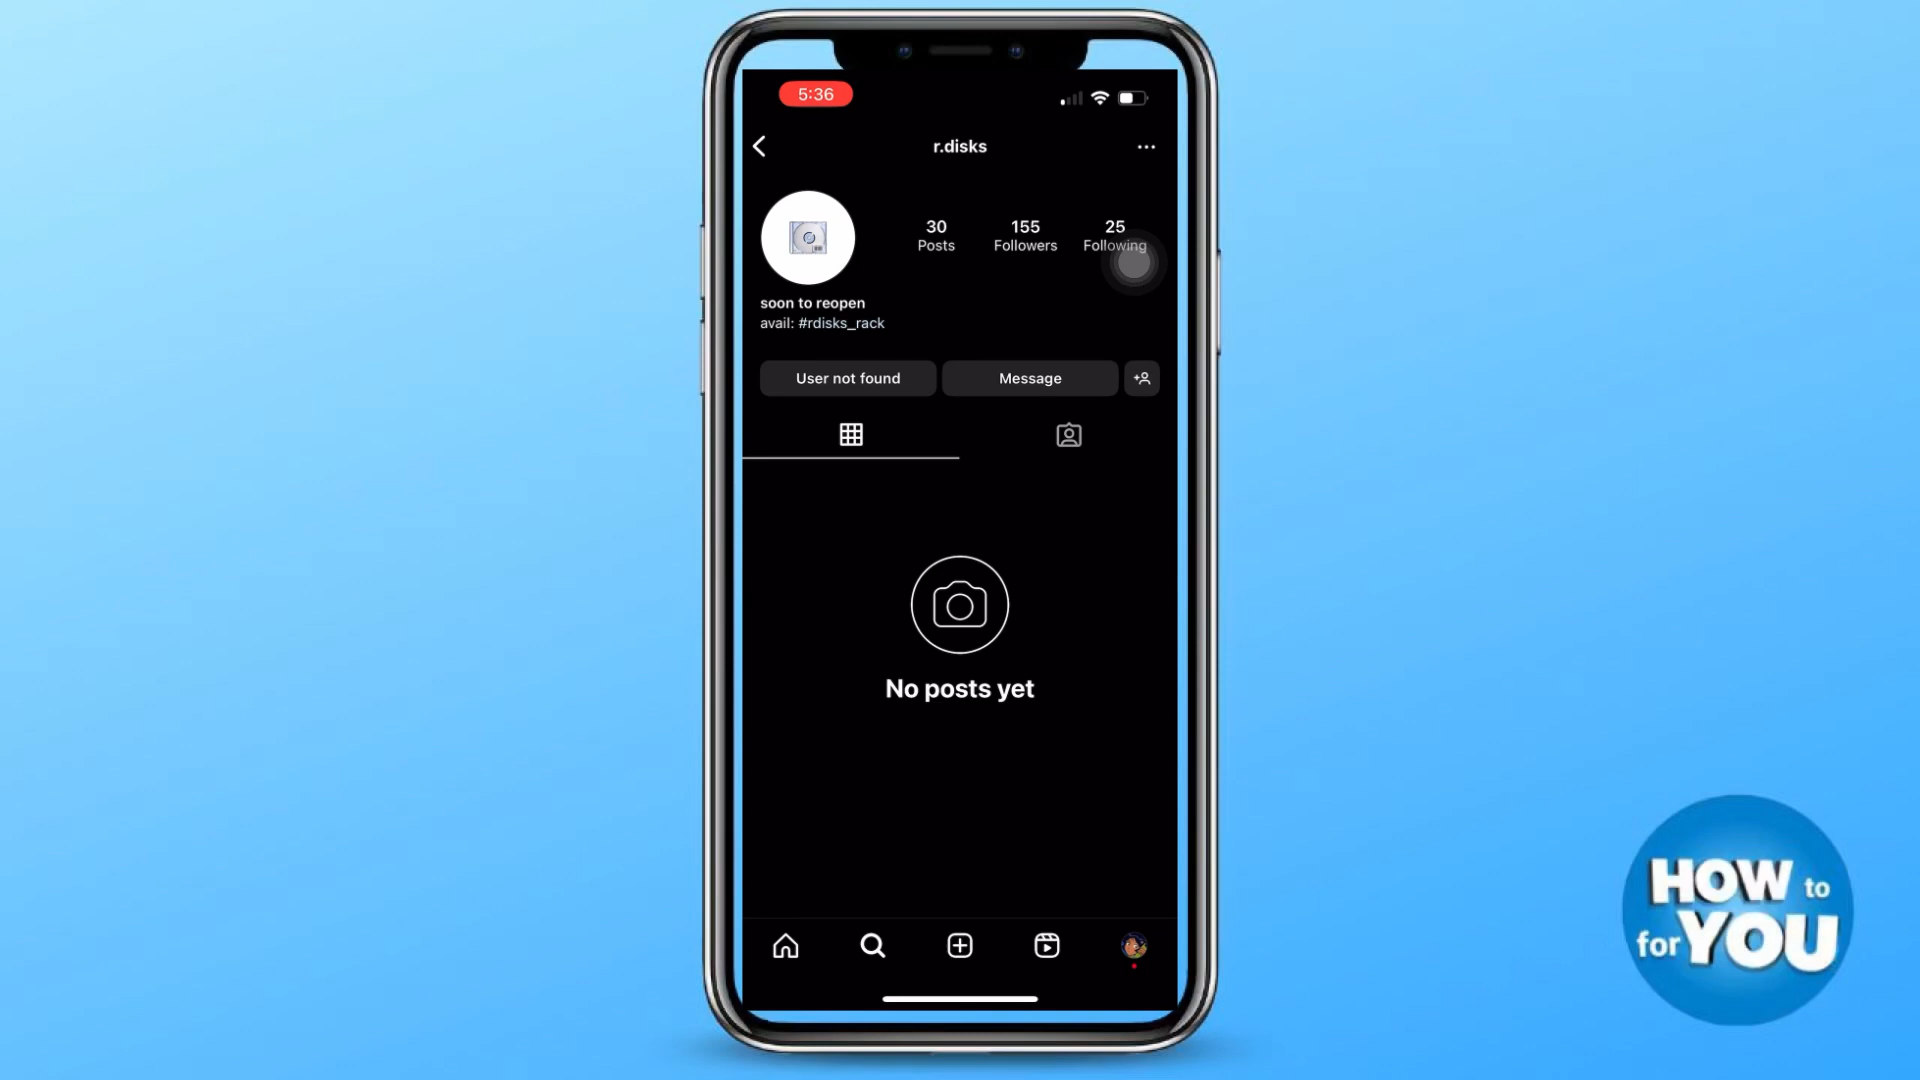 5:36
r.disks
30
Posts
155
Followers
25
Following
soon to reopen
avail: #rdisks_rack
User not found
Message
No posts yet
HOW to
for YOU